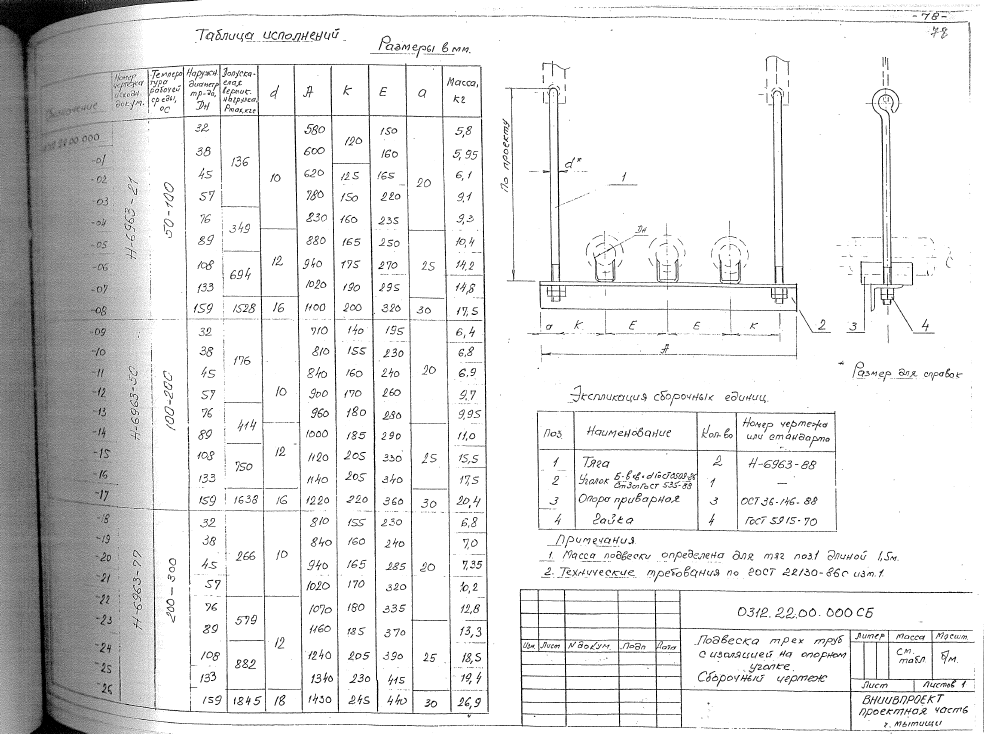 -78-
78
Таблица исполнений
Размеры в мм.
Обозначение | Номер чертежа исходн. докум. | Температура рабочей среды, °С | Наружн. диаметр тр-да, Dн | Допускаемая вертик. нагрузка, Pmax, кгс | d | A | K | E | a | Масса, кг
00.000 | Н-6963-21 | 50-100 | 32 | 136 | 10 | 580 | 120 | 150 | 20 | 5,8
-01 | 38 | 600 | 160 | 5,95
-02 | 45 | 620 | 125 | 165 | 6,1
-03 | 57 | 780 | 150 | 220 | 9,1
-04 | 76 | 349 | 830 | 160 | 235 | 9,3
-05 | 89 | 12 | 880 | 165 | 250 | 25 | 10,4
-06 | 108 | 694 | 940 | 175 | 270 | 14,2
-07 | 133 | 1020 | 190 | 295 | 14,8
-08 | 159 | 1528 | 16 | 1100 | 200 | 320 | 30 | 17,5
-09 | Н-6963-50 | 100-200 | 32 | 176 | 10 | 710 | 140 | 195 | 20 | 6,4
-10 | 38 | 810 | 155 | 230 | 6,8
-11 | 45 | 840 | 160 | 240 | 6,9
-12 | 57 | 900 | 170 | 260 | 9,7
-13 | 76 | 414 | 960 | 180 | 280 | 9,95
-14 | 89 | 12 | 1000 | 185 | 290 | 25 | 11,0
-15 | 108 | 750 | 1120 | 205 | 330 | 15,5
-16 | 133 | 1140 | 205 | 340 | 17,5
-17 | 159 | 1638 | 16 | 1220 | 220 | 360 | 30 | 20,4
-18 | Н-6963-77 | 200-300 | 32 | 266 | 10 | 810 | 155 | 230 | 20 | 6,8
-19 | 38 | 840 | 160 | 240 | 7,0
-20 | 45 | 940 | 165 | 285 | 7,35
-21 | 57 | 1020 | 170 | 320 | 10,2
-22 | 76 | 579 | 12 | 1070 | 180 | 335 | 12,8
-23 | 89 | 1160 | 185 | 370 | 25 | 13,3
-24 | 108 | 882 | 1240 | 205 | 390 | 18,5
-25 | 133 | 1340 | 230 | 415 | 19,4
26 | 159 | 1845 | 18 | 1430 | 245 | 440 | 30 | 26,9
По проекту
d*
1
Dн
а К Е Е К
А
2
3
4
* Размер для справок
Экспликация сборочных единиц.
Поз. | Наименование | Кол-во | Номер чертежа или стандарта
1 | Тяга | 2 | Н-6963-88
2 | Уголок | 1 | —
3 | Опора приварная | 3 | ОСТ 36-146-88
4 | Гайка | 4 | ГОСТ 5915-70
Примечания.
1. Масса подвески определена для тяг поз.1 длиной 1,5м.
2. Технические требования по ГОСТ 22130-86с изм.1.
0312.22.00.000 СБ
Изм. Лист N докум. Подп Дата
Подвеска трех труб
с изоляцией на опорном
уголке.
Сборочный чертеж
Литер Масса Масшт.
см. табл.
Лист Листов 1
ВНИИВПРОЕКТ
проектная часть
г. Мытищи